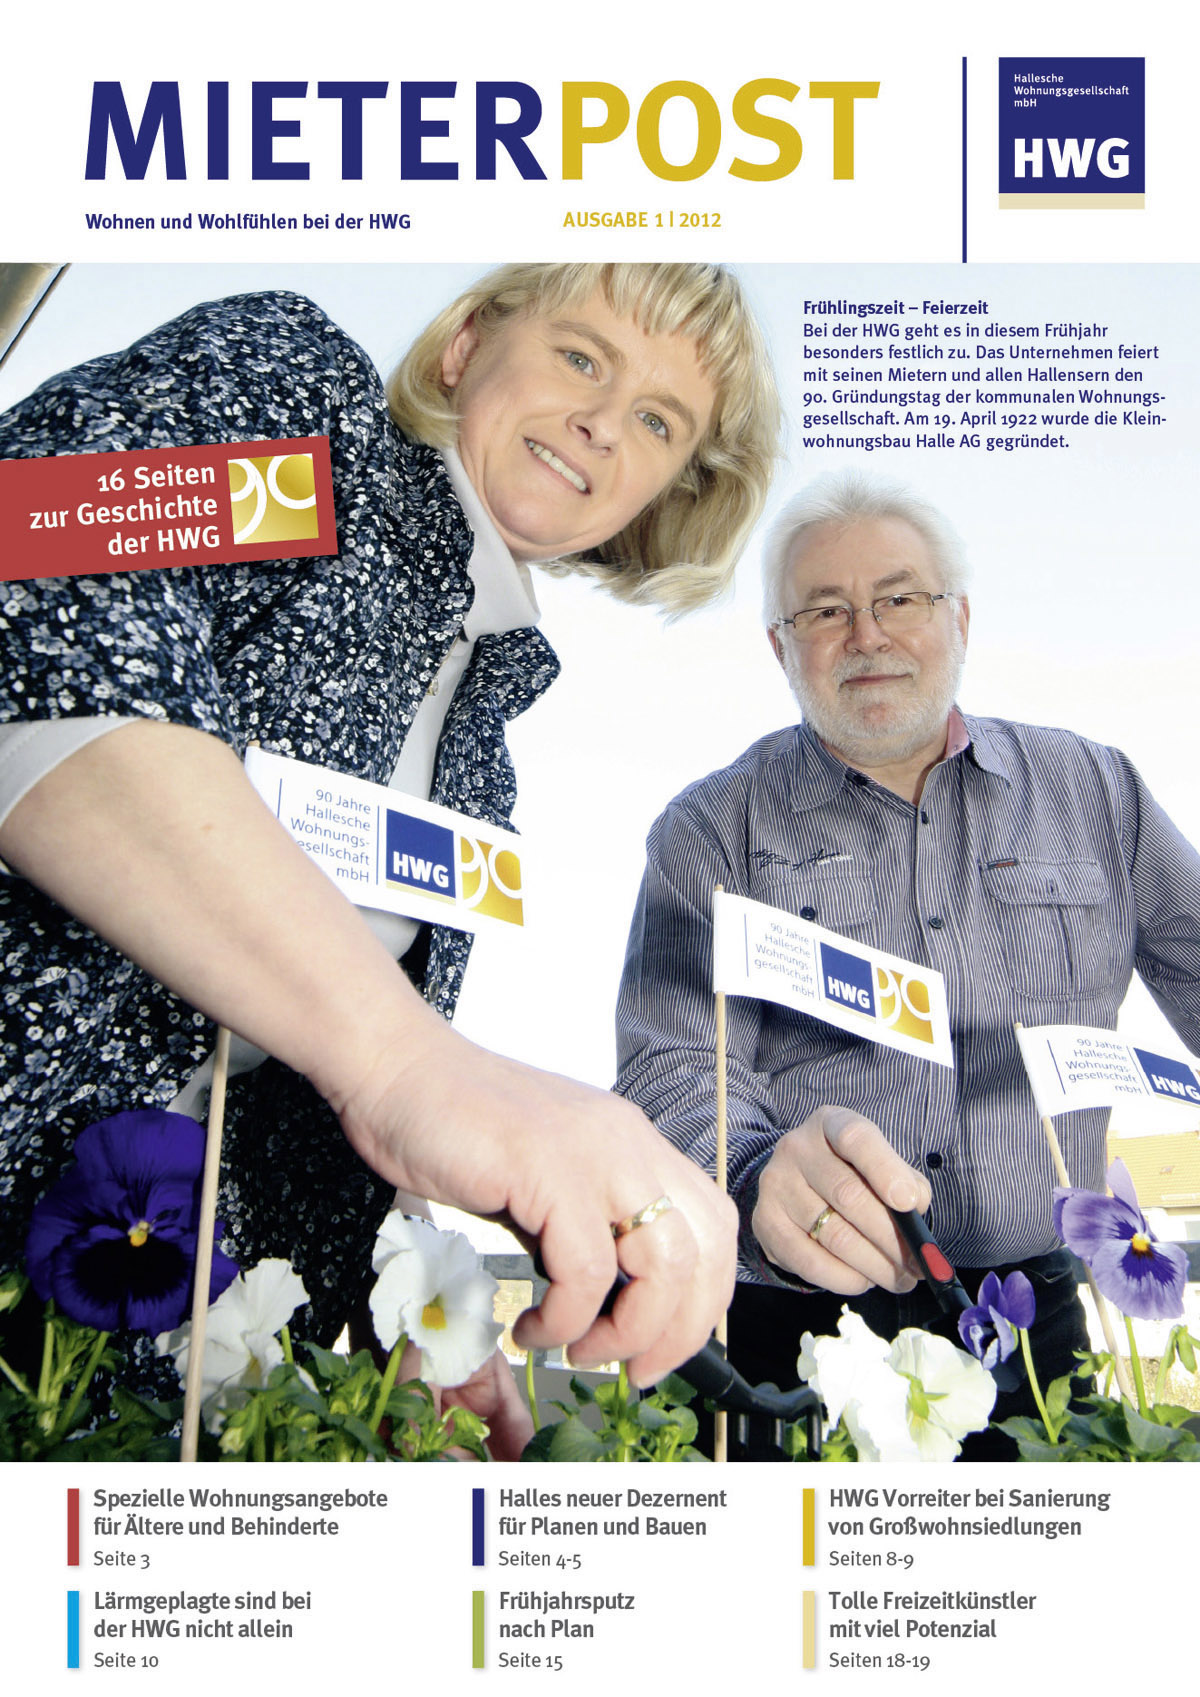 MIETERPOST
Wohnen und Wohlfühlen bei der HWG
AUSGABE 1 | 2012
Hallesche
Wohnungsgesellschaft
mbH
HWG
Frühlingszeit – Feierzeit
Bei der HWG geht es in diesem Frühjahr
besonders festlich zu. Das Unternehmen feiert
mit seinen Mietern und allen Hallensern den
90. Gründungstag der kommunalen Wohnungs-
gesellschaft. Am 19. April 1922 wurde die Klein-
wohnungsbau Halle AG gegründet.
16 Seiten
zur Geschichte
der HWG
90
90 Jahre
Hallesche
Wohnungs-
gesellschaft
mbH
HWG
90
90 Jahre
Hallesche
Wohnungs-
gesellschaft
mbH
HWG
90
90 Jahre
Hallesche
Wohnungs-
gesellschaft
mbH
HWG
Spezielle Wohnungsangebote
für Ältere und Behinderte
Seite 3
Halles neuer Dezernent
für Planen und Bauen
Seiten 4-5
HWG Vorreiter bei Sanierung
von Großwohnsiedlungen
Seiten 8-9
Lärmgeplagte sind bei
der HWG nicht allein
Seite 10
Frühjahrsputz
nach Plan
Seite 15
Tolle Freizeitkünstler
mit viel Potenzial
Seiten 18-19